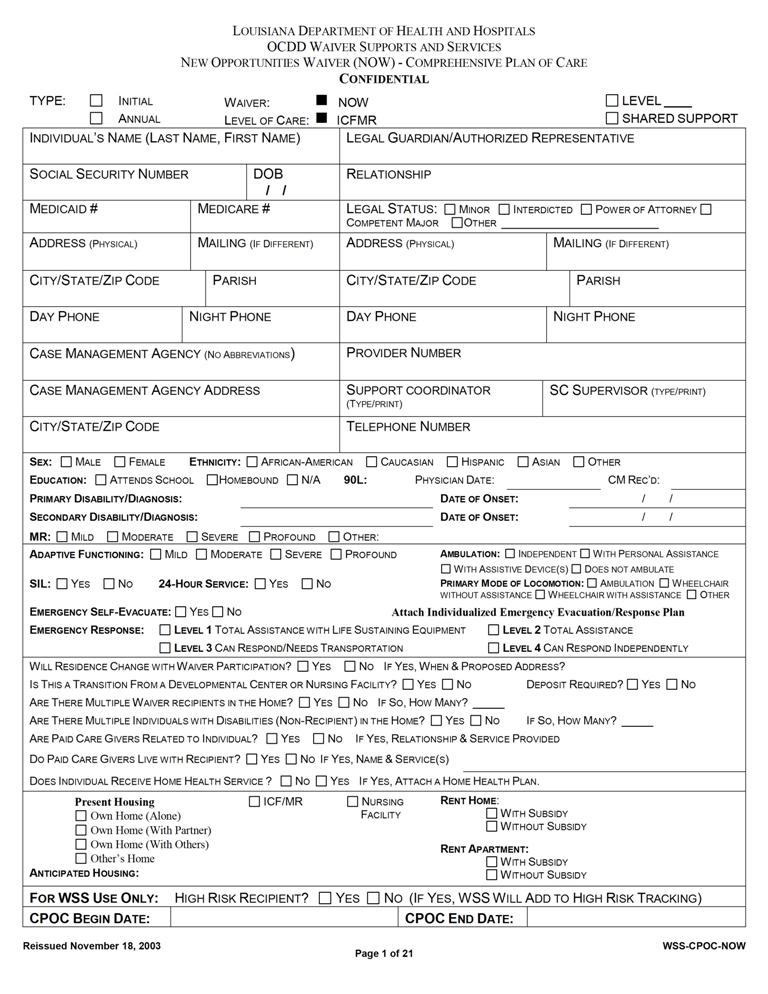 LOUISIANA DEPARTMENT OF HEALTH AND HOSPITALS
OCDD WAIVER SUPPORTS AND SERVICES
NEW OPPORTUNITIES WAIVER (NOW) - COMPREHENSIVE PLAN OF CARE
CONFIDENTIAL
TYPE: ☐ INITIAL WAIVER: ■ NOW ☐ LEVEL ____
☐ ANNUAL LEVEL OF CARE: ■ ICFMR ☐ SHARED SUPPORT
INDIVIDUAL'S NAME (LAST NAME, FIRST NAME) LEGAL GUARDIAN/AUTHORIZED REPRESENTATIVE
SOCIAL SECURITY NUMBER DOB RELATIONSHIP
/ /
MEDICAID # MEDICARE # LEGAL STATUS: ☐ MINOR ☐ INTERDICTED ☐ POWER OF ATTORNEY ☐
COMPETENT MAJOR ☐ OTHER ____
ADDRESS (PHYSICAL) MAILING (IF DIFFERENT) ADDRESS (PHYSICAL) MAILING (IF DIFFERENT)
CITY/STATE/ZIP CODE PARISH CITY/STATE/ZIP CODE PARISH
DAY PHONE NIGHT PHONE DAY PHONE NIGHT PHONE
CASE MANAGEMENT AGENCY (NO ABBREVIATIONS) PROVIDER NUMBER
CASE MANAGEMENT AGENCY ADDRESS SUPPORT COORDINATOR SC SUPERVISOR (TYPE/PRINT)
(TYPE/PRINT)
CITY/STATE/ZIP CODE TELEPHONE NUMBER
SEX: ☐ MALE ☐ FEMALE ETHNICITY: ☐ AFRICAN-AMERICAN ☐ CAUCASIAN ☐ HISPANIC ☐ ASIAN ☐ OTHER
EDUCATION: ☐ ATTENDS SCHOOL ☐ HOMEBOUND ☐ N/A 90L: PHYSICIAN DATE: ____ CM REC'D: ____
PRIMARY DISABILITY/DIAGNOSIS: ____ DATE OF ONSET: / /
SECONDARY DISABILITY/DIAGNOSIS: ____ DATE OF ONSET: / /
MR: ☐ MILD ☐ MODERATE ☐ SEVERE ☐ PROFOUND ☐ OTHER:
ADAPTIVE FUNCTIONING: ☐ MILD ☐ MODERATE ☐ SEVERE ☐ PROFOUND AMBULATION: ☐ INDEPENDENT ☐ WITH PERSONAL ASSISTANCE
☐ WITH ASSISTIVE DEVICE(S) ☐ DOES NOT AMBULATE
SIL: ☐ YES ☐ NO 24-HOUR SERVICE: ☐ YES ☐ NO PRIMARY MODE OF LOCOMOTION: ☐ AMBULATION ☐ WHEELCHAIR
WITHOUT ASSISTANCE ☐ WHEELCHAIR WITH ASSISTANCE ☐ OTHER
EMERGENCY SELF-EVACUATE: ☐ YES ☐ NO Attach Individualized Emergency Evacuation/Response Plan
EMERGENCY RESPONSE: ☐ LEVEL 1 TOTAL ASSISTANCE WITH LIFE SUSTAINING EQUIPMENT ☐ LEVEL 2 TOTAL ASSISTANCE
☐ LEVEL 3 CAN RESPOND/NEEDS TRANSPORTATION ☐ LEVEL 4 CAN RESPOND INDEPENDENTLY
WILL RESIDENCE CHANGE WITH WAIVER PARTICIPATION? ☐ YES ☐ NO IF YES, WHEN & PROPOSED ADDRESS?
IS THIS A TRANSITION FROM A DEVELOPMENTAL CENTER OR NURSING FACILITY? ☐ YES ☐ NO DEPOSIT REQUIRED? ☐ YES ☐ NO
ARE THERE MULTIPLE WAIVER RECIPIENTS IN THE HOME? ☐ YES ☐ NO IF SO, HOW MANY? ____
ARE THERE MULTIPLE INDIVIDUALS WITH DISABILITIES (NON-RECIPIENT) IN THE HOME? ☐ YES ☐ NO IF SO, HOW MANY? ____
ARE PAID CARE GIVERS RELATED TO INDIVIDUAL? ☐ YES ☐ NO IF YES, RELATIONSHIP & SERVICE PROVIDED
DO PAID CARE GIVERS LIVE WITH RECIPIENT? ☐ YES ☐ NO IF YES, NAME & SERVICE(S) ____
DOES INDIVIDUAL RECEIVE HOME HEALTH SERVICE ? ☐ NO ☐ YES IF YES, ATTACH A HOME HEALTH PLAN.
Present Housing ☐ ICF/MR ☐ NURSING RENT HOME:
☐ Own Home (Alone) FACILITY ☐ WITH SUBSIDY
☐ Own Home (With Partner) ☐ WITHOUT SUBSIDY
☐ Own Home (With Others) RENT APARTMENT:
☐ Other's Home ☐ WITH SUBSIDY
ANTICIPATED HOUSING: ☐ WITHOUT SUBSIDY
FOR WSS USE ONLY: HIGH RISK RECIPIENT? ☐ YES ☐ NO (IF YES, WSS WILL ADD TO HIGH RISK TRACKING)
CPOC BEGIN DATE: CPOC END DATE:
Reissued November 18, 2003 WSS-CPOC-NOW
Page 1 of 21